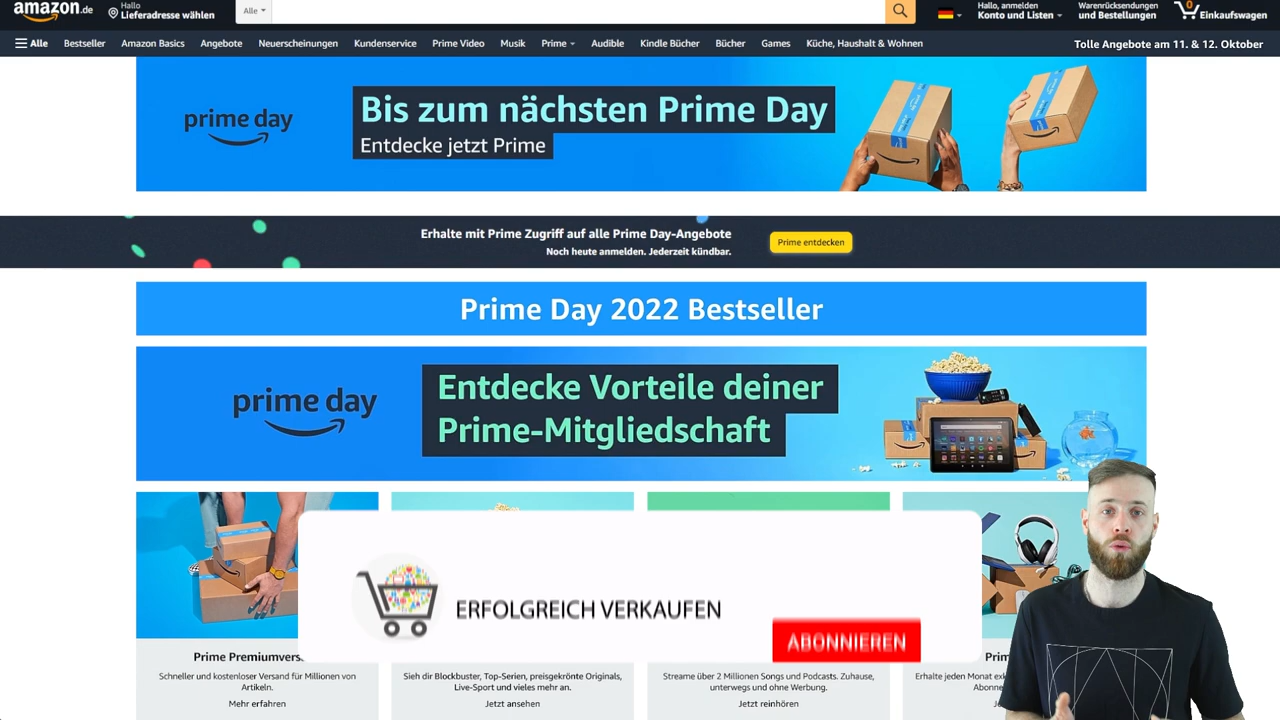 amazon.de
Hallo
Lieferadresse wählen
Alle
Hallo, anmelden
Konto und Listen
Warenrücksendungen
und Bestellungen
0
Einkaufswagen
Alle
Bestseller
Amazon Basics
Angebote
Neuerscheinungen
Kundenservice
Prime Video
Musik
Prime
Audible
Kindle Bücher
Bücher
Games
Küche, Haushalt & Wohnen
Tolle Angebote am 11. & 12. Oktober
prime day
Bis zum nächsten Prime Day
Entdecke jetzt Prime
Erhalte mit Prime Zugriff auf alle Prime Day-Angebote
Noch heute anmelden. Jederzeit kündbar.
Prime entdecken
Prime Day 2022 Bestseller
prime day
Entdecke Vorteile deiner
Prime-Mitgliedschaft
ERFOLGREICH VERKAUFEN
ABONNIEREN
Prime Premiumvers
Schneller und kostenloser Versand für Millionen von
Artikeln.
Mehr erfahren
Sieh dir Blockbuster, Top-Serien, preisgekrönte Originals,
Live-Sport und vieles mehr an.
Jetzt ansehen
Streame über 2 Millionen Songs und Podcasts. Zuhause,
unterwegs und ohne Werbung.
Jetzt reinhören
Prim
Erhalte jeden Monat ex
Abonne